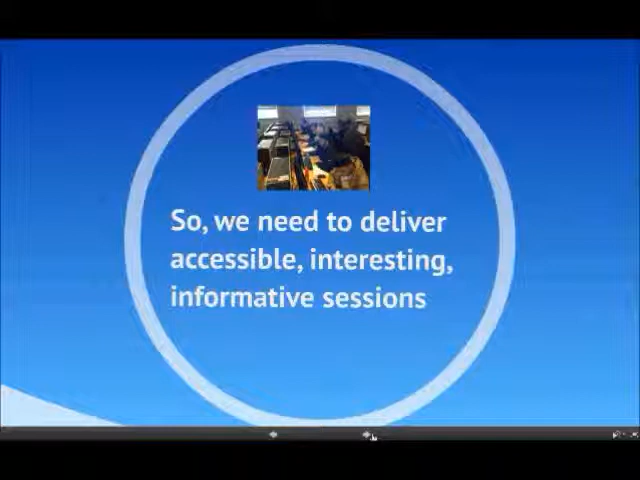 So, we need to deliver
accessible, interesting,
informative sessions